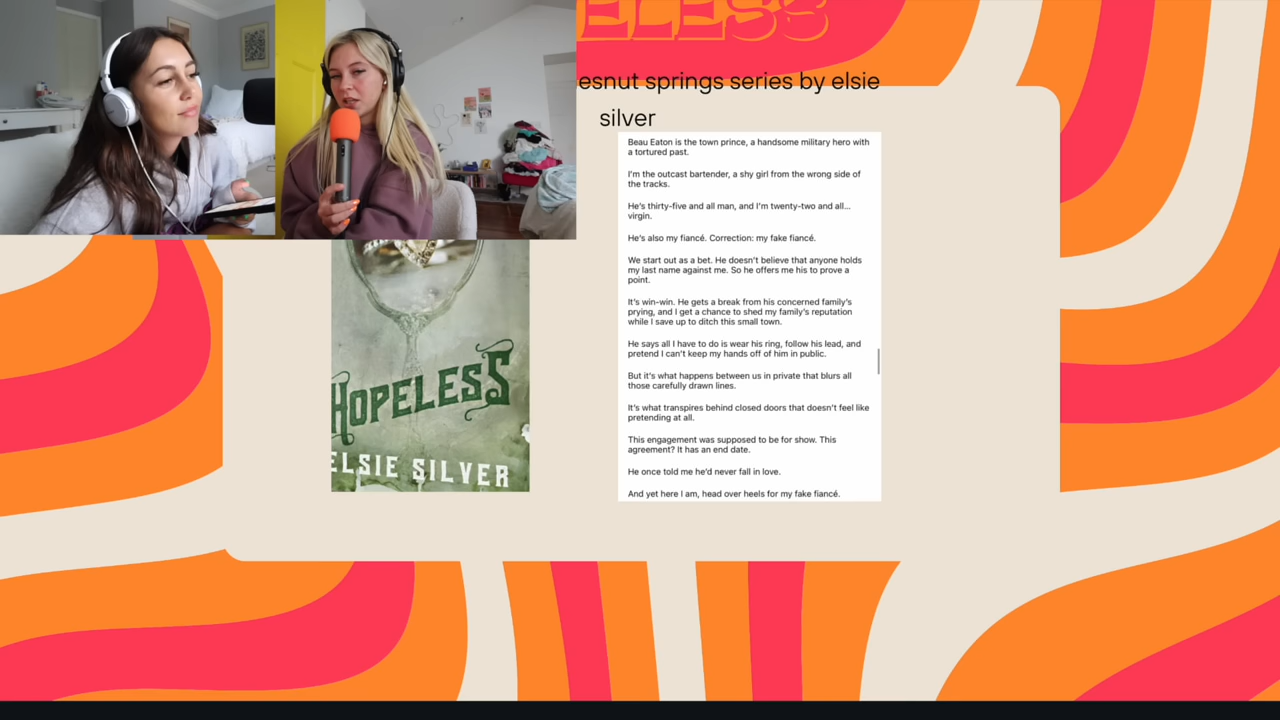 ELESS
esnut springs series by elsie
silver
Beau Eaton is the town prince, a handsome military hero with
a tortured past.
I'm the outcast bartender, a shy girl from the wrong side of
the tracks.
He's thirty-five and all man, and I'm twenty-two and all...
virgin.
He's also my fiancé. Correction: my fake fiancé.
We start out as a bet. He doesn't believe that anyone holds
my last name against me. So he offers me his to prove a
point.
It's win-win. He gets a break from his concerned family's
prying, and I get a chance to shed my family's reputation
while I save up to ditch this small town.
He says all I have to do is wear his ring, follow his lead, and
pretend I can't keep my hands off of him in public.
But it's what happens between us in private that blurs all
those carefully drawn lines.
It's what transpires behind closed doors that doesn't feel like
pretending at all.
This engagement was supposed to be for show. This
agreement? It has an end date.
He once told me he'd never fall in love.
And yet here I am, head over heels for my fake fiancé.
HOPELESS
ELSIE SILVER